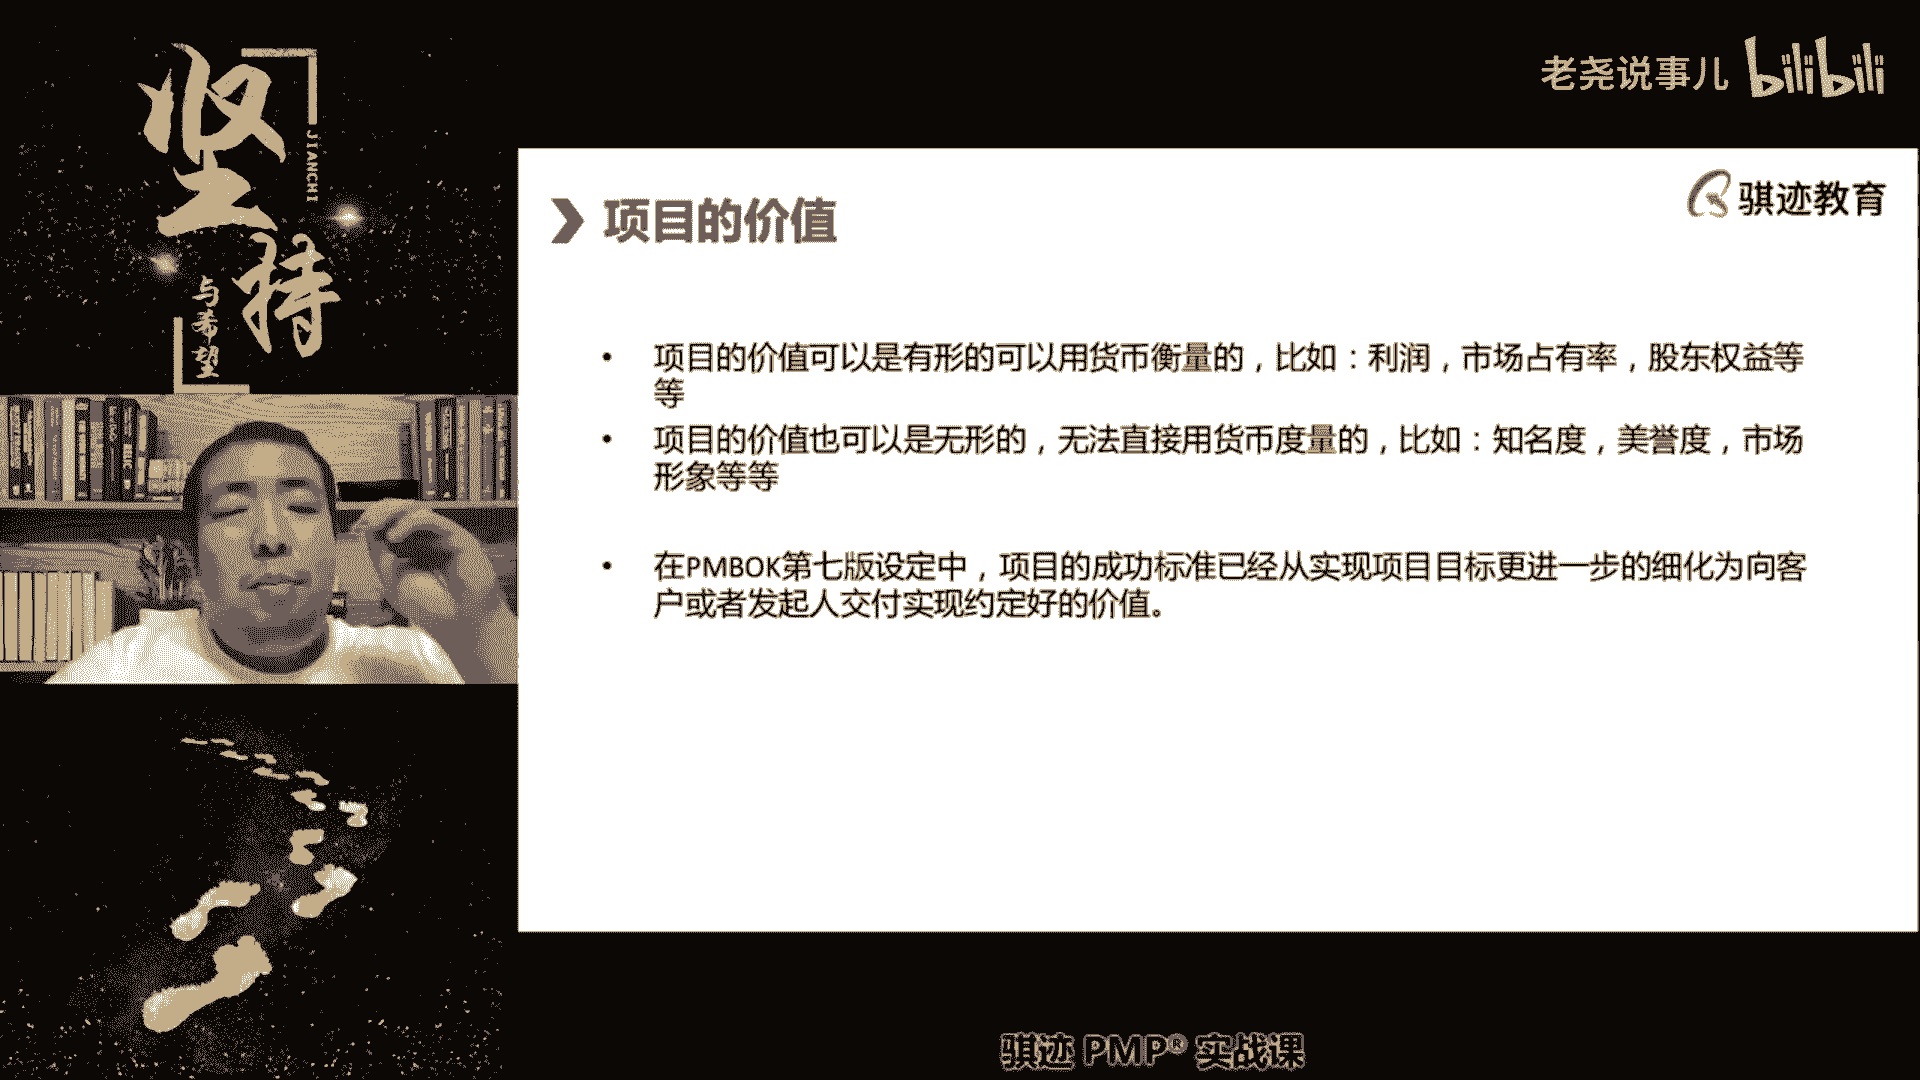 坚持
JIANCHI
与希望
老尧说事儿 bilibili
骐迹教育
项目的价值
• 项目的价值可以是有形的可以用货币衡量的，比如：利润，市场占有率，股东权益等
等
• 项目的价值也可以是无形的，无法直接用货币度量的，比如：知名度，美誉度，市场
形象等等
• 在PMBOK第七版设定中，项目的成功标准已经从实现项目目标更进一步的细化为向客
户或者发起人交付实现约定好的价值。
骐迹 PMP® 实战课